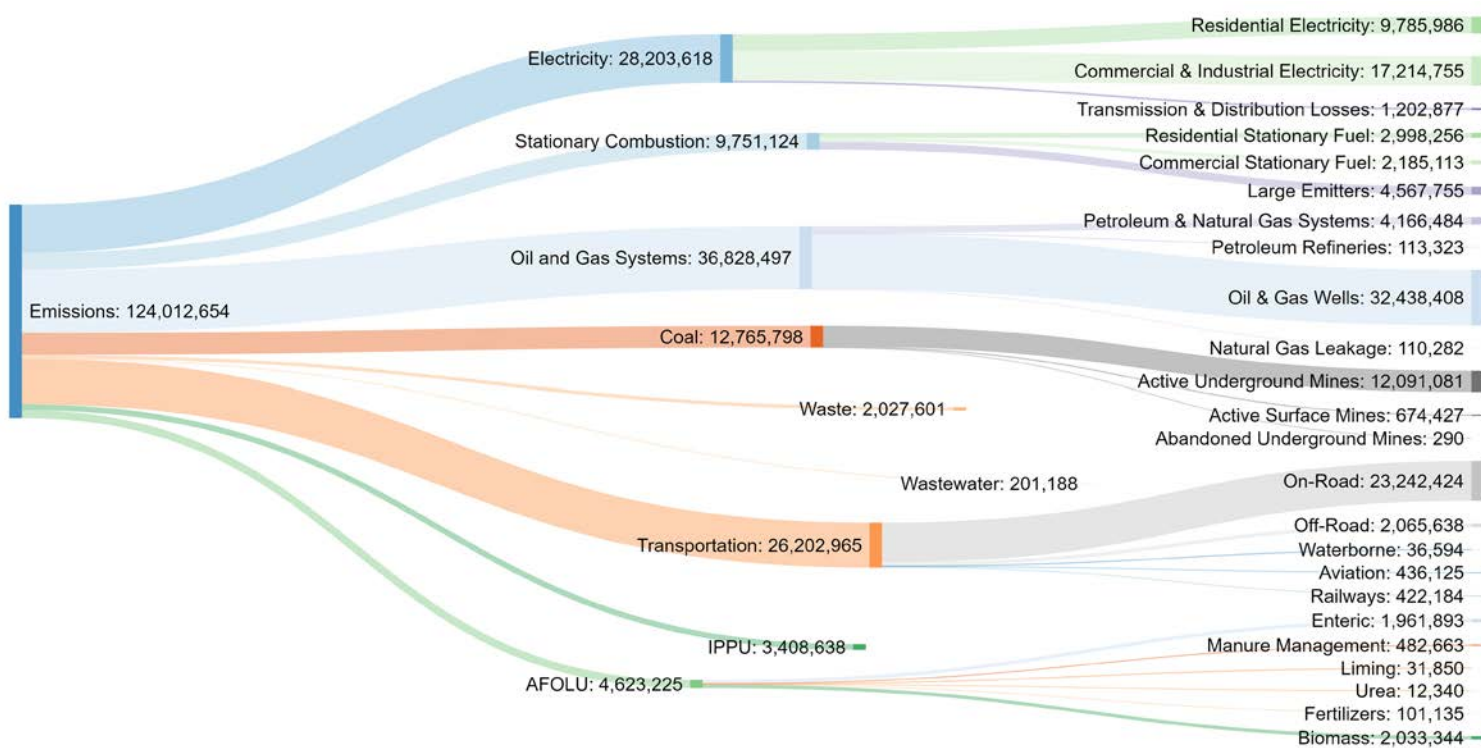 Emissions: 124,012,654
Electricity: 28,203,618
Stationary Combustion: 9,751,124
Oil and Gas Systems: 36,828,497
Coal: 12,765,798
Waste: 2,027,601
Wastewater: 201,188
Transportation: 26,202,965
IPPU: 3,408,638
AFOLU: 4,623,225
Residential Electricity: 9,785,986
Commercial & Industrial Electricity: 17,214,755
Transmission & Distribution Losses: 1,202,877
Residential Stationary Fuel: 2,998,256
Commercial Stationary Fuel: 2,185,113
Large Emitters: 4,567,755
Petroleum & Natural Gas Systems: 4,166,484
Petroleum Refineries: 113,323
Oil & Gas Wells: 32,438,408
Natural Gas Leakage: 110,282
Active Underground Mines: 12,091,081
Active Surface Mines: 674,427
Abandoned Underground Mines: 290
On-Road: 23,242,424
Off-Road: 2,065,638
Waterborne: 36,594
Aviation: 436,125
Railways: 422,184
Enteric: 1,961,893
Manure Management: 482,663
Liming: 31,850
Urea: 12,340
Fertilizers: 101,135
Biomass: 2,033,344